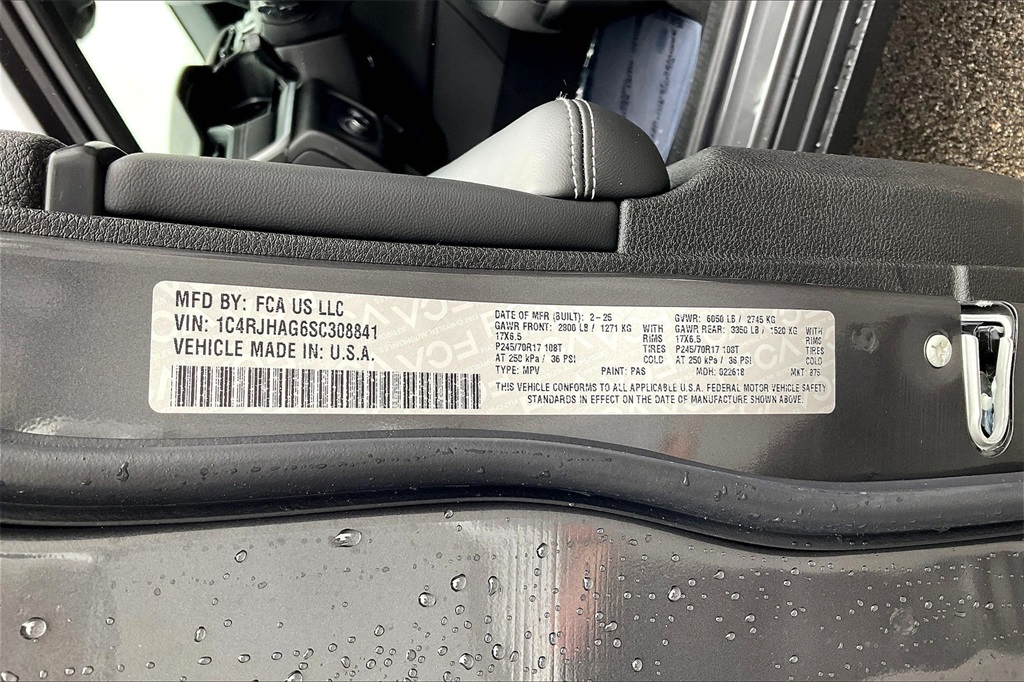 MFD BY: FCA US LLC
VIN: 1C4RJHAG6SC308841
VEHICLE MADE IN: U.S.A.
DATE OF MFR (BUILT): 2-25
GAWR FRONT: 2800 LB / 1271 KG WITH
17X6.5 RIMS
P245/70R17 108T TIRES
AT 250 kPa / 36 PSI COLD
TYPE: MPV PAINT: PAS
GVWR: 6050 LB / 2745 KG
GAWR REAR: 3350 LB / 1520 KG WITH
17X6.5 RIMS
P245/70R17 108T TIRES
AT 250 kPa / 36 PSI COLD
MDH: 022618 MKT: 875
THIS VEHICLE CONFORMS TO ALL APPLICABLE U.S.A. FEDERAL MOTOR VEHICLE SAFETY
STANDARDS IN EFFECT ON THE DATE OF MANUFACTURE SHOWN ABOVE.